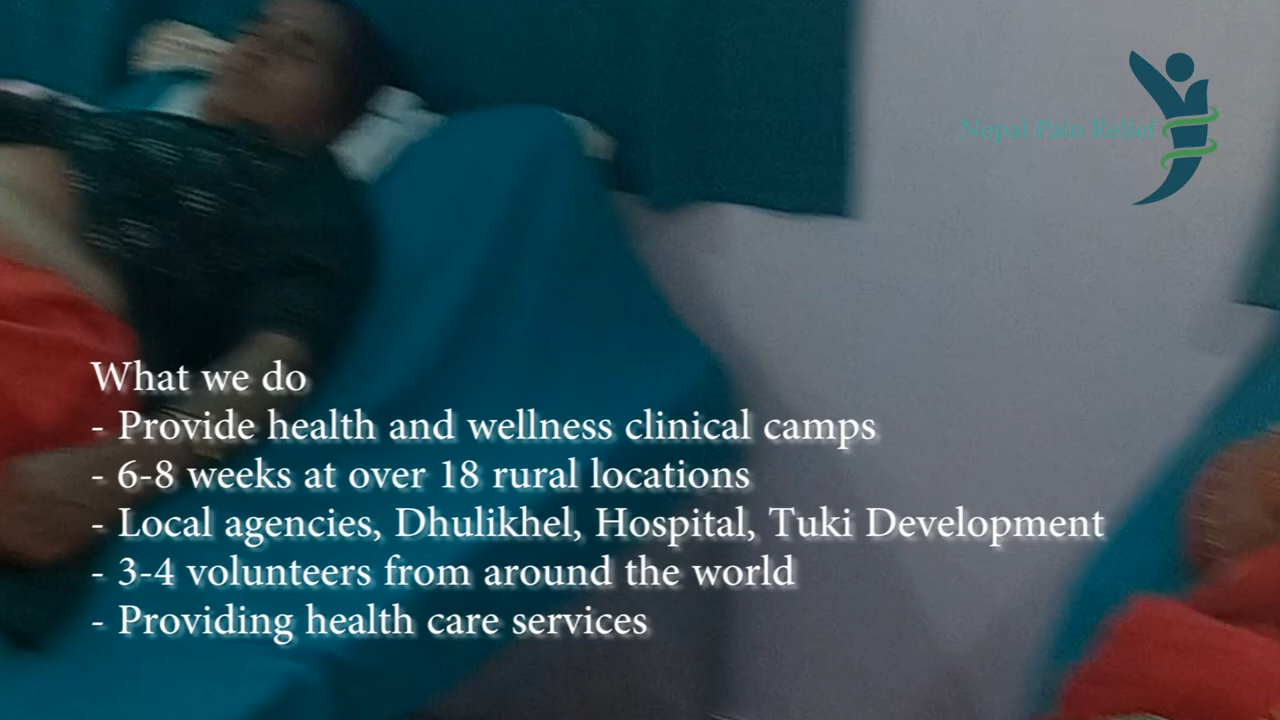 Nepal Pain Relief
What we do
- Provide health and wellness clinical camps
- 6-8 weeks at over 18 rural locations
- Local agencies, Dhulikhel, Hospital, Tuki Development
- 3-4 volunteers from around the world
- Providing health care services